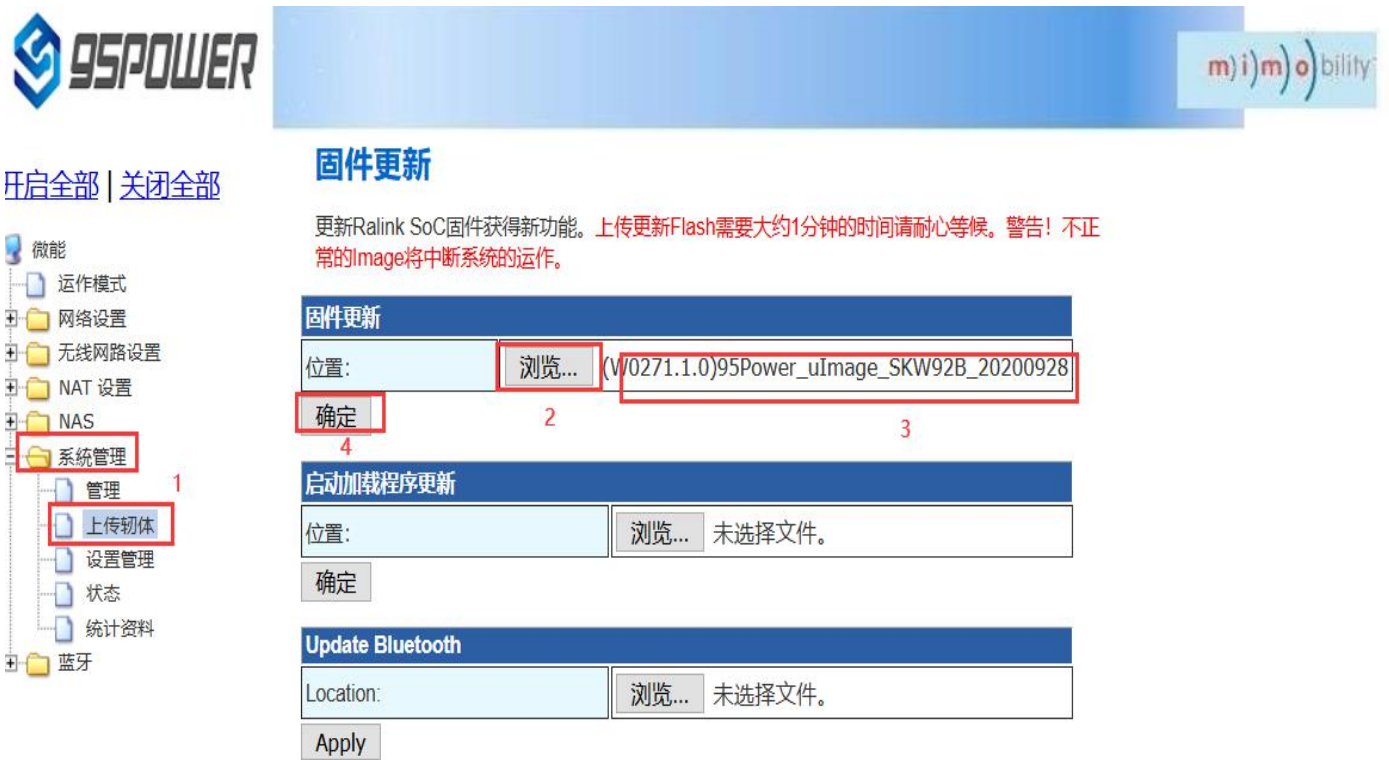 95POWER
m)i)m)o)bility
开启全部 | 关闭全部
微能
运作模式
网络设置
无线网路设置
NAT 设置
NAS
系统管理
1
管理
上传轫体
设置管理
状态
统计资料
蓝牙
固件更新
更新Ralink SoC固件获得新功能。上传更新Flash需要大约1分钟的时间请耐心等候。警告！不正
常的Image将中断系统的运作。
固件更新
位置: 浏览... (W0271.1.0)95Power_uImage_SKW92B_20200928
确定
2
3
4
启动加载程序更新
位置: 浏览... 未选择文件。
确定
Update Bluetooth
Location: 浏览... 未选择文件。
Apply